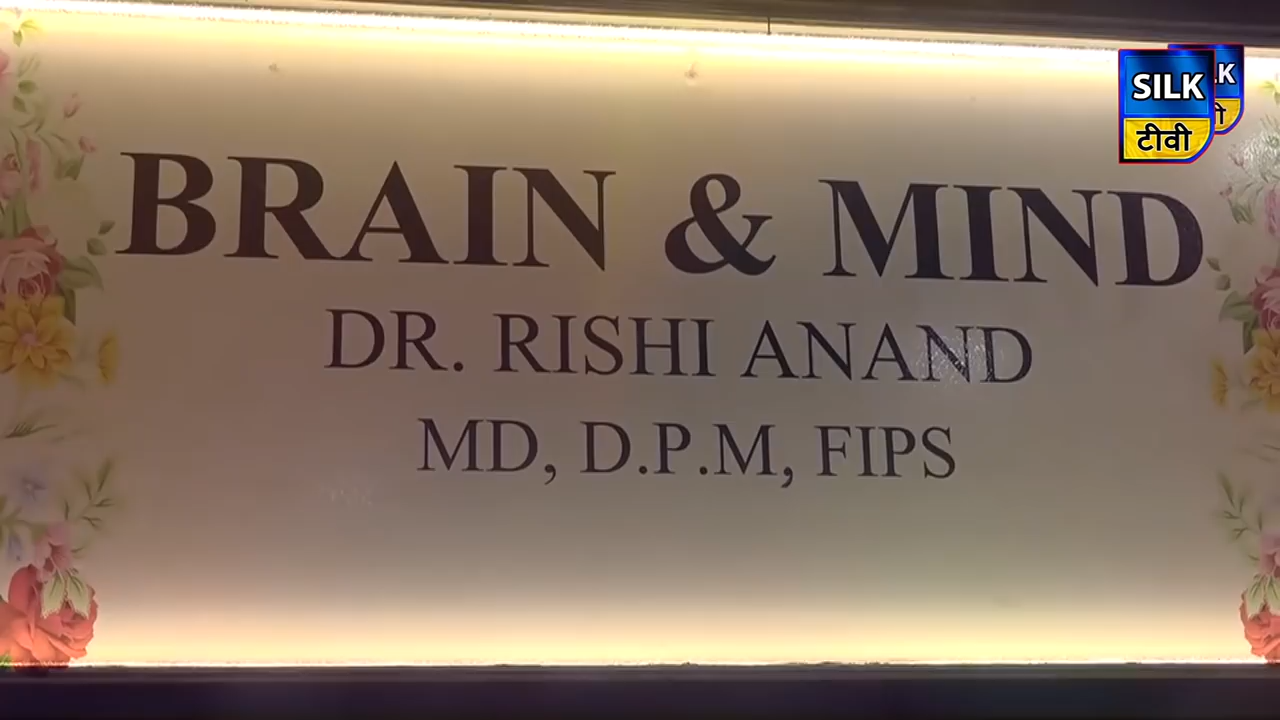 SILK
टीवी
BRAIN & MIND
DR. RISHI ANAND
MD, D.P.M, FIPS